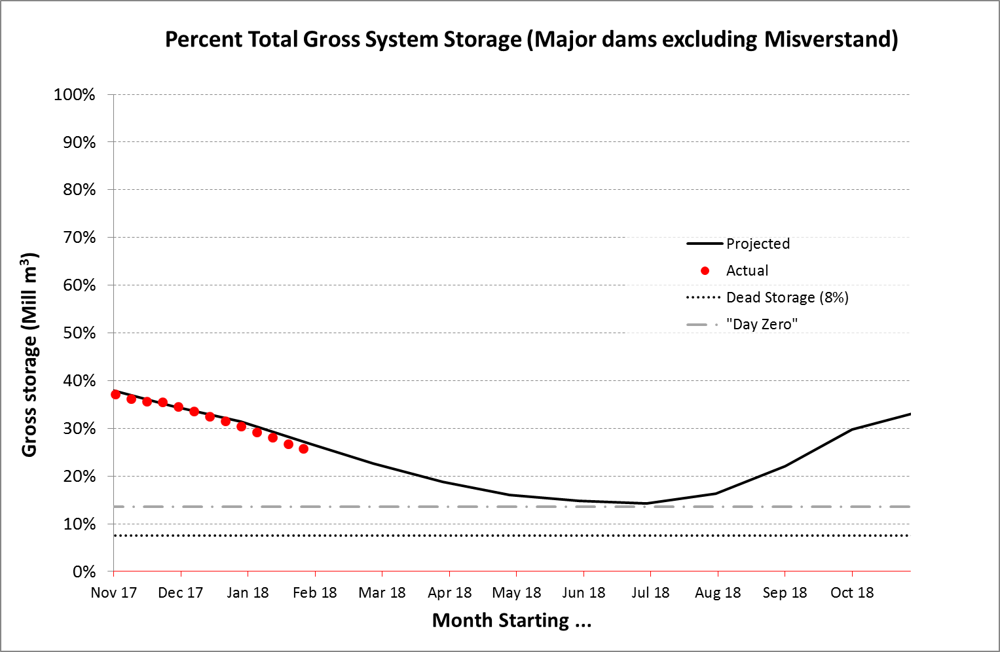 Percent Total Gross System Storage (Major dams excluding Misverstand)
100%
90%
80%
70%
60%
50%
40%
30%
20%
10%
0%
Gross storage (Mill m³)
Projected
Actual
Dead Storage (8%)
"Day Zero"
Nov 17 Dec 17 Jan 18 Feb 18 Mar 18 Apr 18 May 18 Jun 18 Jul 18 Aug 18 Sep 18 Oct 18
Month Starting ...